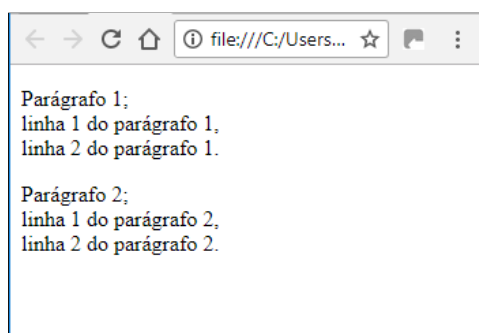 file:///C:/Users...
Parágrafo 1;
linha 1 do parágrafo 1,
linha 2 do parágrafo 1.
Parágrafo 2;
linha 1 do parágrafo 2,
linha 2 do parágrafo 2.